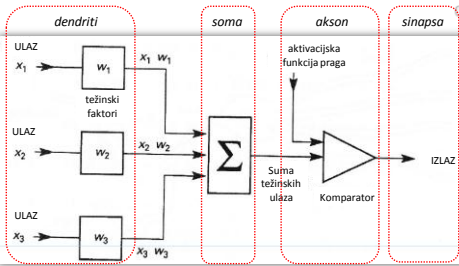 dendriti
soma
akson
sinapsa
ULAZ
x1
w1
x1 w1
težinski
faktori
aktivacijska
funkcija praga
ULAZ
x2
w2
x2 w2
Σ
Suma
težinskih
ulaza
Komparator
IZLAZ
ULAZ
x3
w3
x3 w3